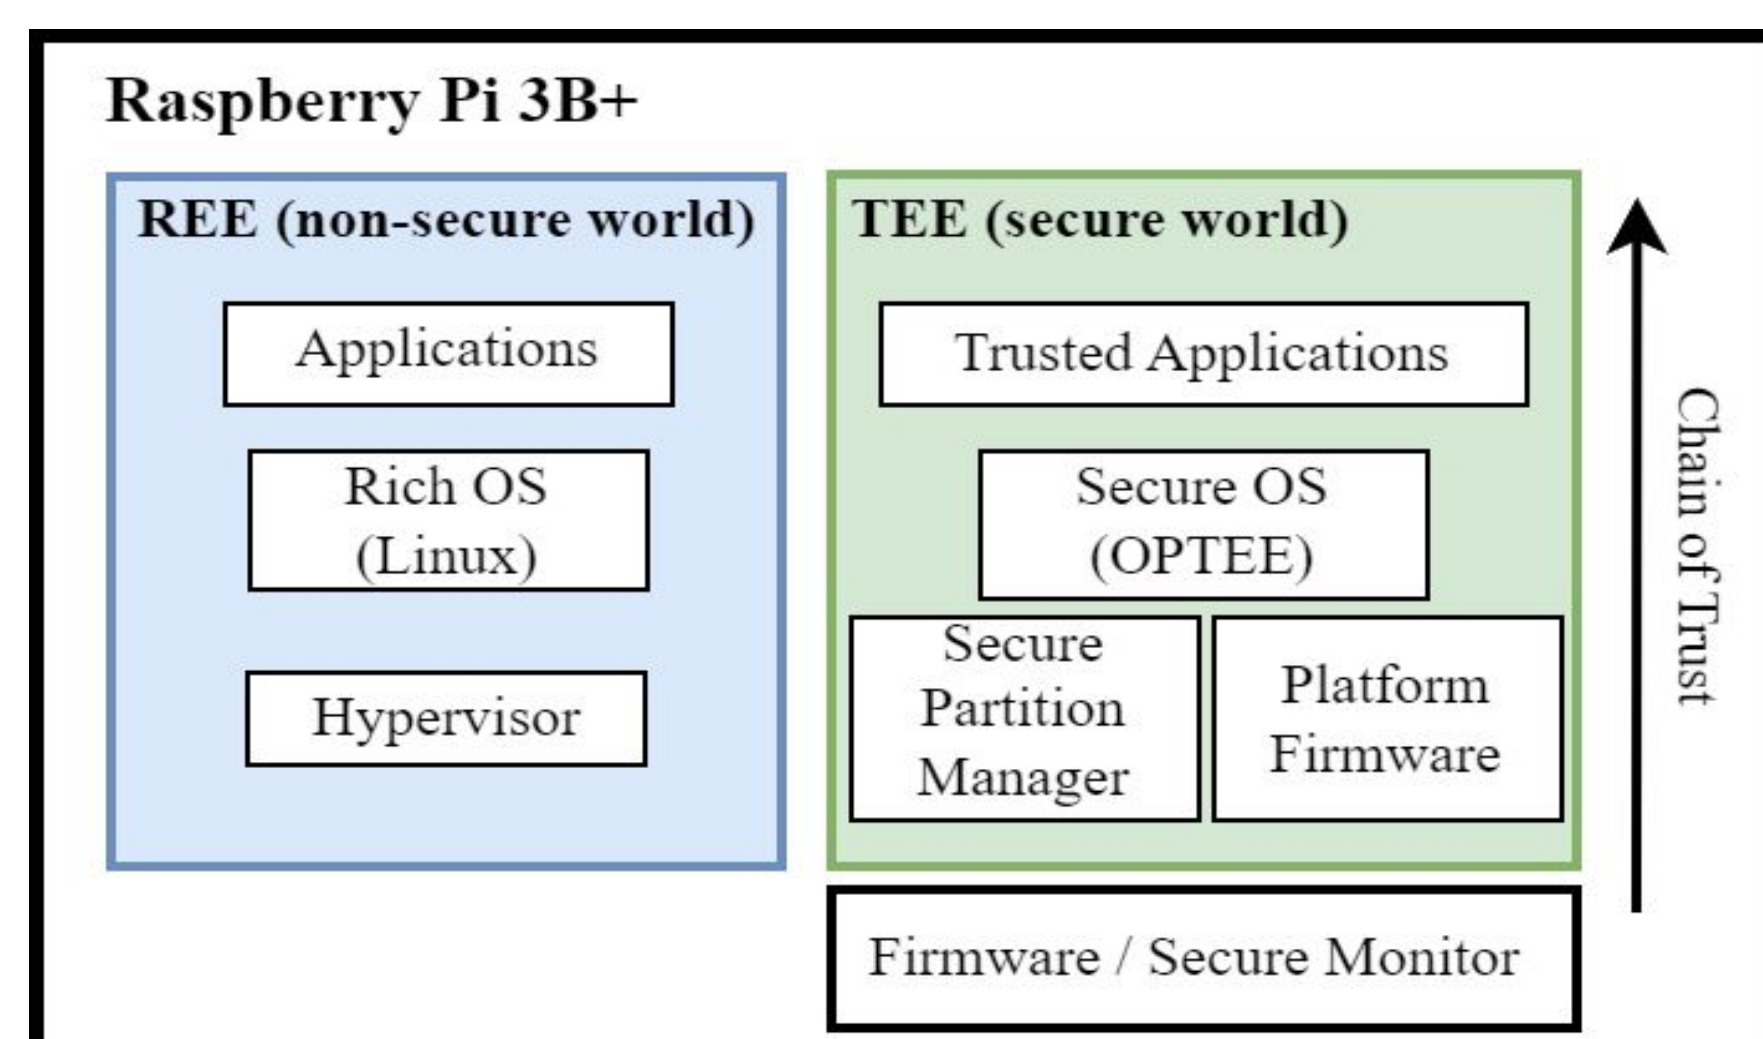 Raspberry Pi 3B+
REE (non-secure world)
Applications
Rich OS
(Linux)
Hypervisor
TEE (secure world)
Trusted Applications
Secure OS
(OPTEE)
Secure
Partition
Manager
Platform
Firmware
Firmware / Secure Monitor
Chain of Trust